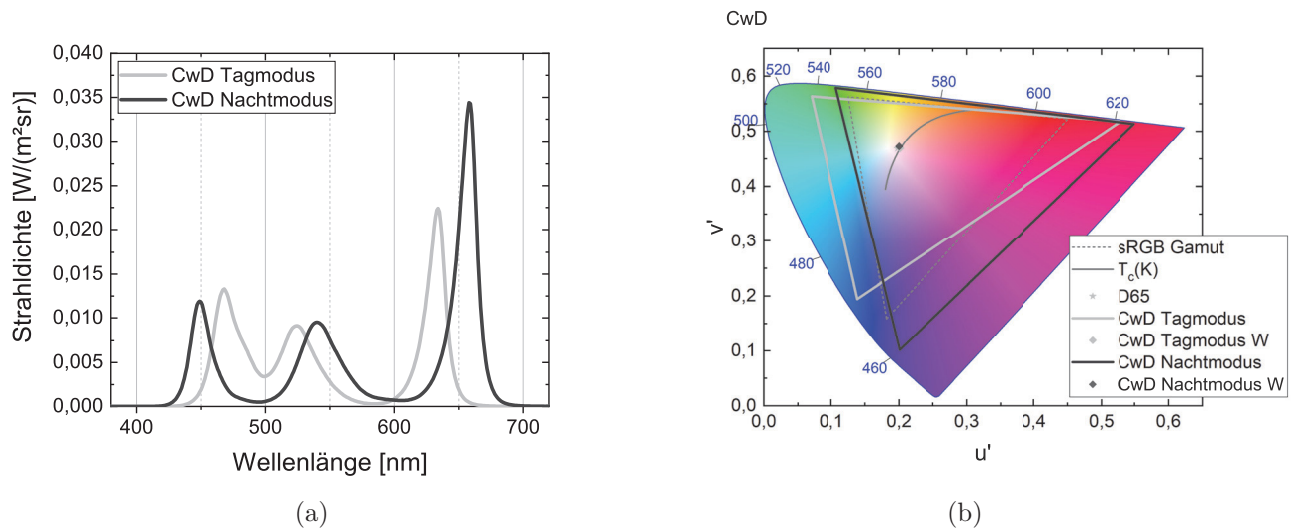 0,040
0,035
0,030
0,025
0,020
0,015
0,010
0,005
0,000
Strahldichte [W/(m²sr)]
CwD Tagmodus
CwD Nachtmodus
400 500 600 700
Wellenlänge [nm]
(a)
CwD
0,6
0,5
0,4
0,3
0,2
0,1
0,0
v'
520 540 560 580 600 620
500
480
460
sRGB Gamut
Tc(K)
D65
CwD Tagmodus
CwD Tagmodus W
CwD Nachtmodus
CwD Nachtmodus W
0,0 0,1 0,2 0,3 0,4 0,5 0,6
u'
(b)